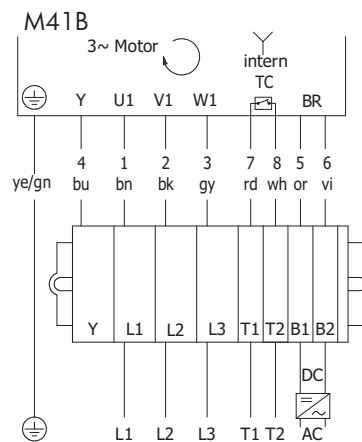 M41B
3~ Motor
intern
TC
Y U1 V1 W1 BR
4 1 2 3 7 8 5 6
ye/gn bu bn bk gy rd wh or vi
Y L1 L2 L3 T1 T2 B1 B2
DC
= ~
L1 L2 L3 T1 T2 AC